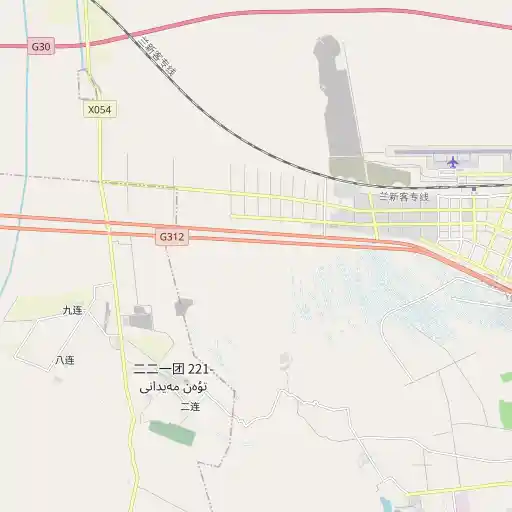 兰新客专线
G30
X054
兰新客专线
G312
九连
八连
二二一团 221-
تۇەن مەيدانى
二连